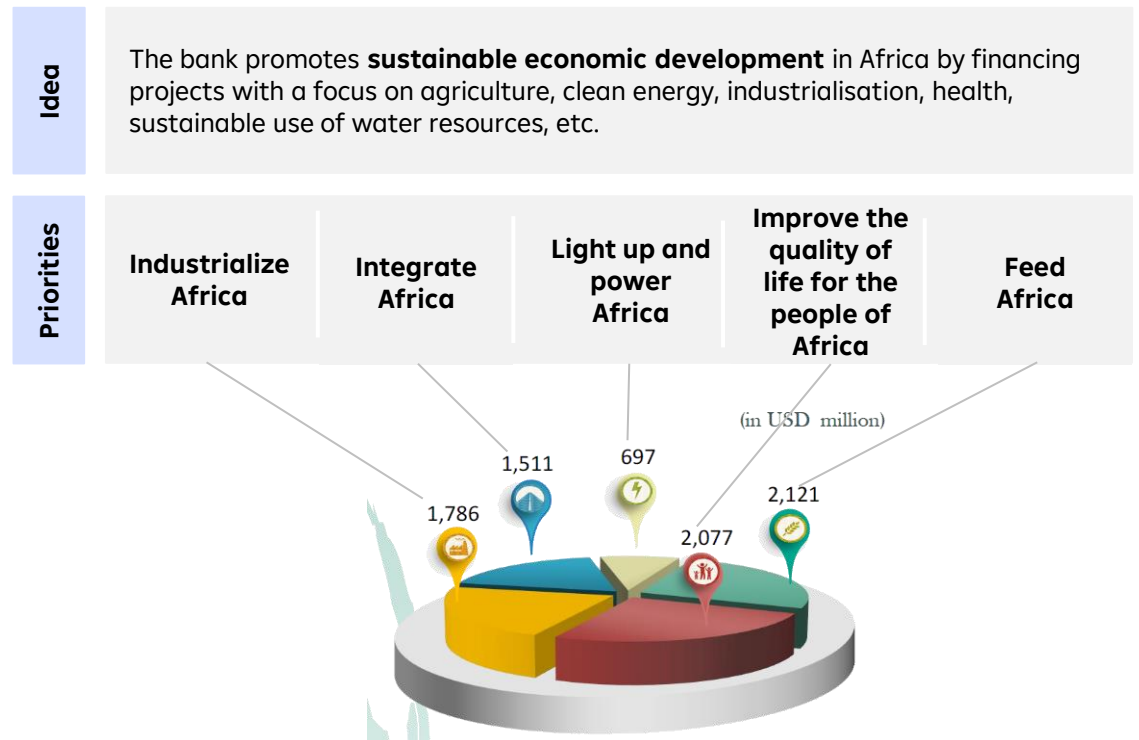 Idea
The bank promotes sustainable economic development in Africa by financing
projects with a focus on agriculture, clean energy, industrialisation, health,
sustainable use of water resources, etc.
Priorities
Industrialize
Africa
Integrate
Africa
Light up and
power
Africa
Improve the
quality of
life for the
people of
Africa
Feed
Africa
(in USD million)
1,786
1,511
697
2,077
2,121